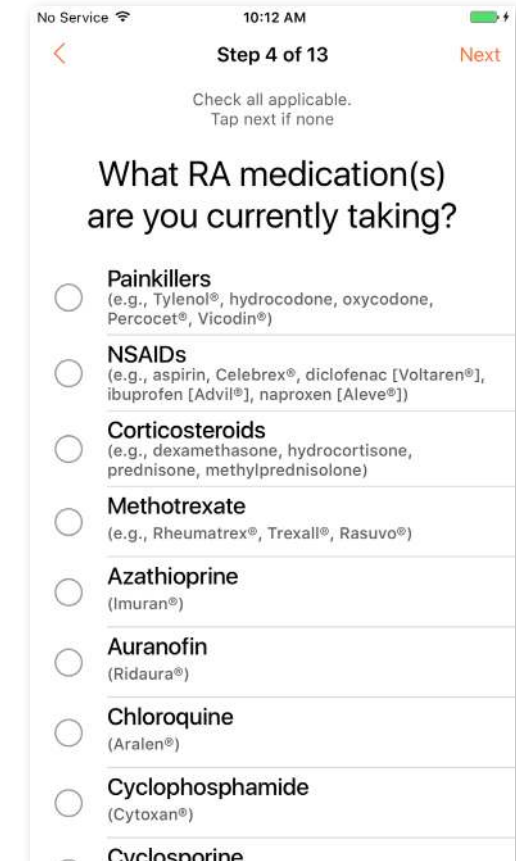 No Service 10:12 AM
Step 4 of 13 Next
Check all applicable.
Tap next if none
What RA medication(s)
are you currently taking?
Painkillers
(e.g., Tylenol®, hydrocodone, oxycodone,
Percocet®, Vicodin®)
NSAIDs
(e.g., aspirin, Celebrex®, diclofenac [Voltaren®],
ibuprofen [Advil®], naproxen [Aleve®])
Corticosteroids
(e.g., dexamethasone, hydrocortisone,
prednisone, methylprednisolone)
Methotrexate
(e.g., Rheumatrex®, Trexall®, Rasuvo®)
Azathioprine
(Imuran®)
Auranofin
(Ridaura®)
Chloroquine
(Aralen®)
Cyclophosphamide
(Cytoxan®)
Cyclosporine